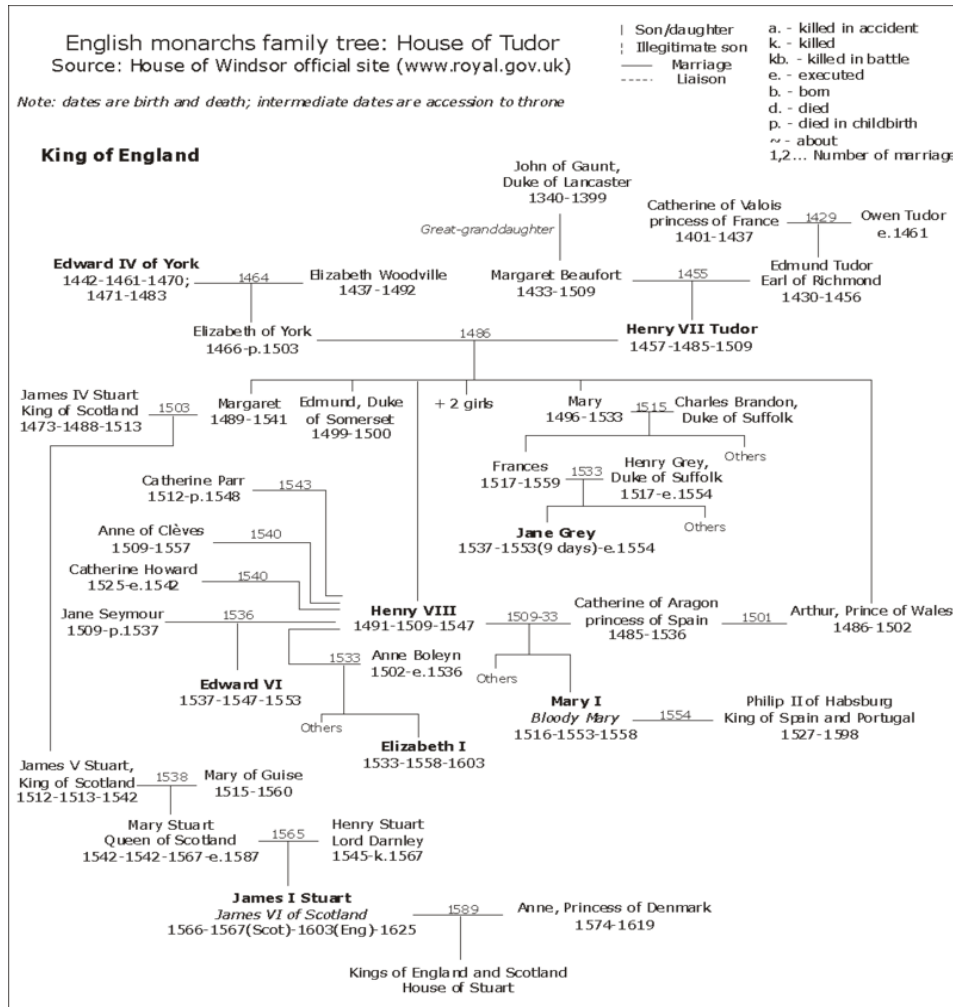 English monarchs family tree: House of Tudor
Source: House of Windsor official site (www.royal.gov.uk)
Note: dates are birth and death; intermediate dates are accession to throne
Son/daughter
Illegitimate son
Marriage
Liaison
a. - killed in accident
k. - killed
kb. - killed in battle
e. - executed
b. - born
d. - died
p. - died in childbirth
~ - about
1,2... Number of marriage
King of England
John of Gaunt,
Duke of Lancaster
1340-1399
Great-granddaughter
Catherine of Valois
princess of France
1401-1437
1429
Owen Tudor
e.1461
Edward IV of York
1442-1461-1470;
1471-1483
1464
Elizabeth Woodville
1437-1492
Margaret Beaufort
1433-1509
1455
Edmund Tudor
Earl of Richmond
1430-1456
Elizabeth of York
1466-p.1503
1486
Henry VII Tudor
1457-1485-1509
James IV Stuart
King of Scotland
1473-1488-1513
1503
Margaret
1489-1541
Edmund, Duke
of Somerset
1499-1500
+ 2 girls
Mary
1496-1533
1515
Charles Brandon,
Duke of Suffolk
Others
Frances
1517-1559
1533
Henry Grey,
Duke of Suffolk
1517-e.1554
Others
Jane Grey
1537-1553(9 days)-e.1554
Catherine Parr
1512-p.1548
1543
Anne of Clèves
1509-1557
1540
Catherine Howard
1525-e.1542
1540
Jane Seymour
1509-p.1537
1536
Henry VIII
1491-1509-1547
1509-33
Catherine of Aragon
princess of Spain
1485-1536
1501
Arthur, Prince of Wales
1486-1502
1533
Anne Boleyn
1502-e.1536
Others
Edward VI
1537-1547-1553
Others
Elizabeth I
1533-1558-1603
Mary I
Bloody Mary
1516-1553-1558
1554
Philip II of Habsburg
King of Spain and Portugal
1527-1598
James V Stuart,
King of Scotland
1512-1513-1542
1538
Mary of Guise
1515-1560
Mary Stuart
Queen of Scotland
1542-1542-1567-e.1587
1565
Henry Stuart
Lord Darnley
1545-k.1567
James I Stuart
James VI of Scotland
1566-1567(Scot)-1603(Eng)-1625
1589
Anne, Princess of Denmark
1574-1619
Kings of England and Scotland
House of Stuart